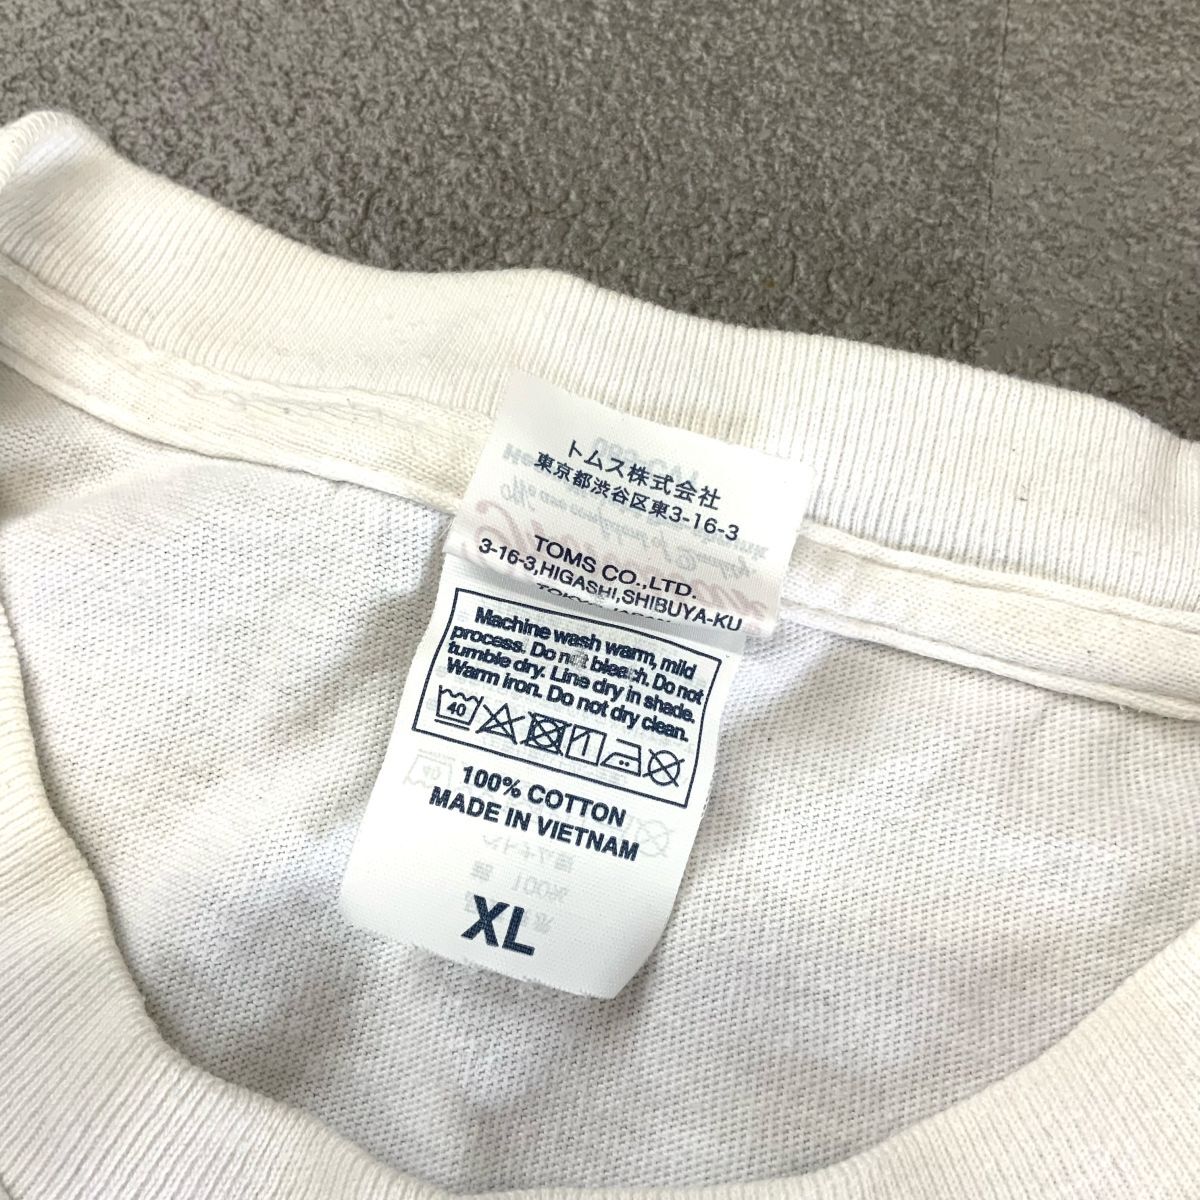 トムス株式会社
東京都渋谷区東3-16-3
TOMS CO.,LTD.
3-16-3,HIGASHI,SHIBUYA-KU
Machine wash warm, mild
process. Do not bleach. Do not
tumble dry. Line dry in shade.
Warm iron. Do not dry clean.
40
100% COTTON
MADE IN VIETNAM
XL